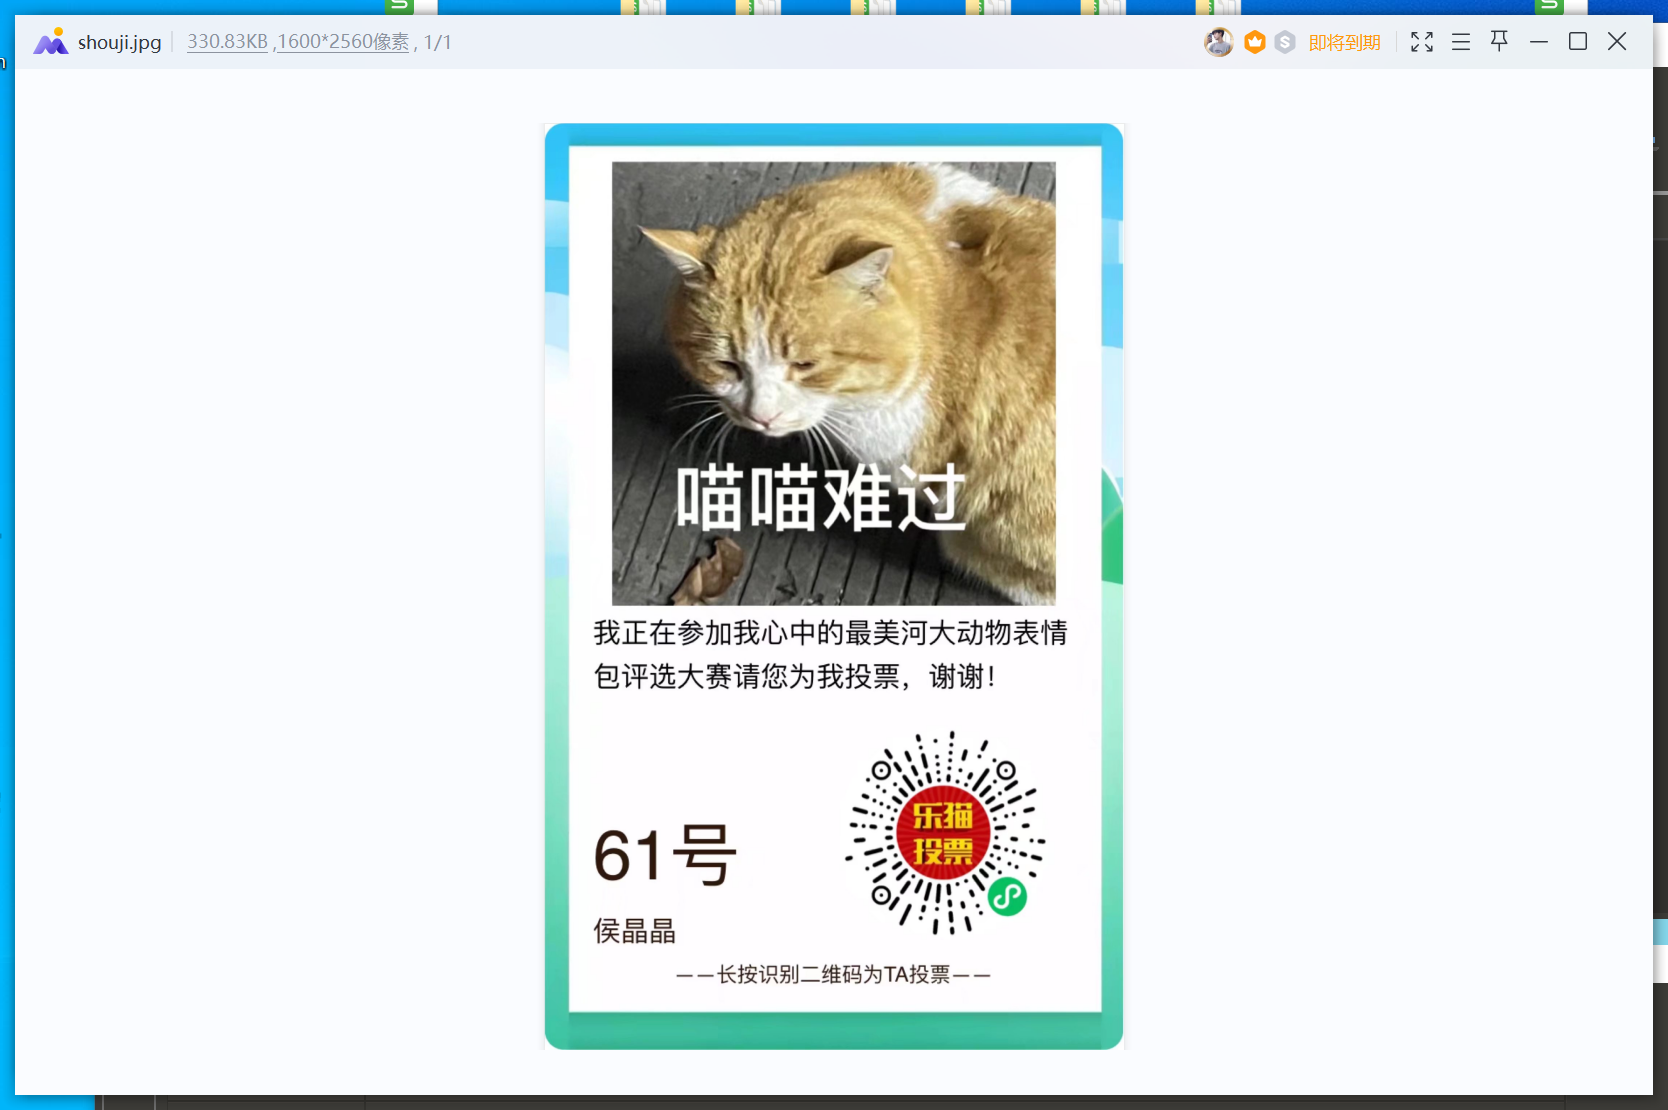 shouji.jpg
330.83KB ,1600*2560像素 , 1/1
即将到期
喵喵难过
我正在参加我心中的最美河大动物表情
包评选大赛请您为我投票，谢谢！
乐猫
投票
61号
侯晶晶
——长按识别二维码为TA投票——